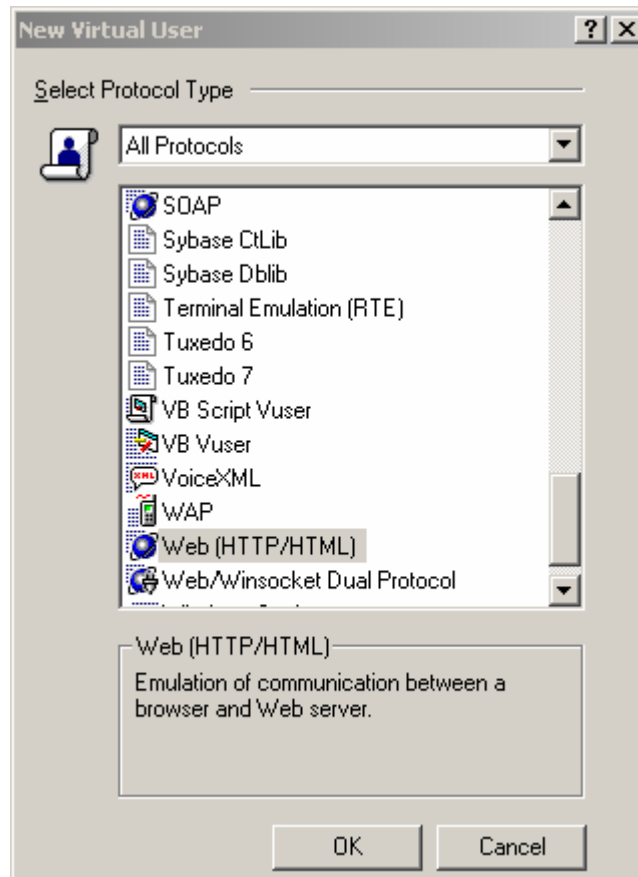 New Virtual User
Select Protocol Type
All Protocols
SOAP
Sybase CtLib
Sybase Dblib
Terminal Emulation (RTE)
Tuxedo 6
Tuxedo 7
VB Script Vuser
VB Vuser
VoiceXML
WAP
Web (HTTP/HTML)
Web/Winsocket Dual Protocol
Web (HTTP/HTML)
Emulation of communication between a
browser and Web server.
OK Cancel